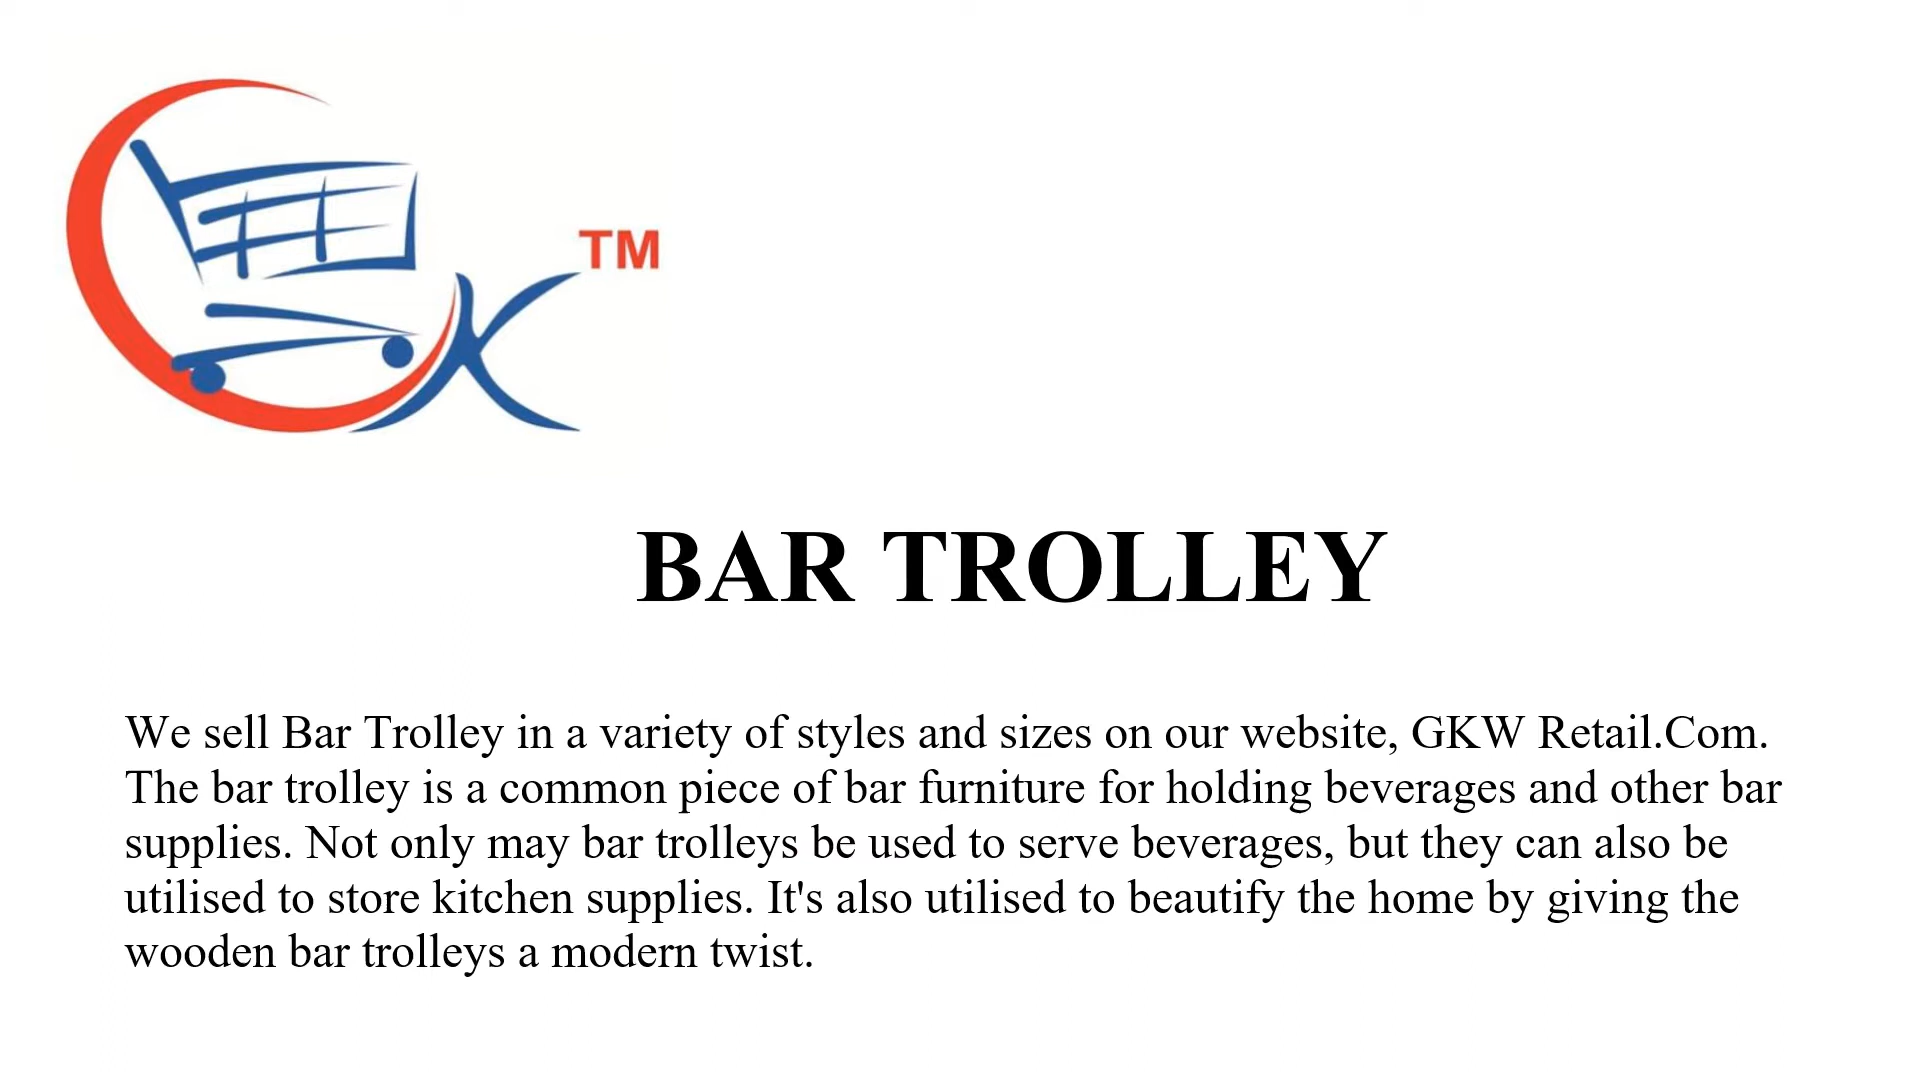 TM
BAR TROLLEY
We sell Bar Trolley in a variety of styles and sizes on our website, GKW Retail.Com.
The bar trolley is a common piece of bar furniture for holding beverages and other bar
supplies. Not only may bar trolleys be used to serve beverages, but they can also be
utilised to store kitchen supplies. It's also utilised to beautify the home by giving the
wooden bar trolleys a modern twist.